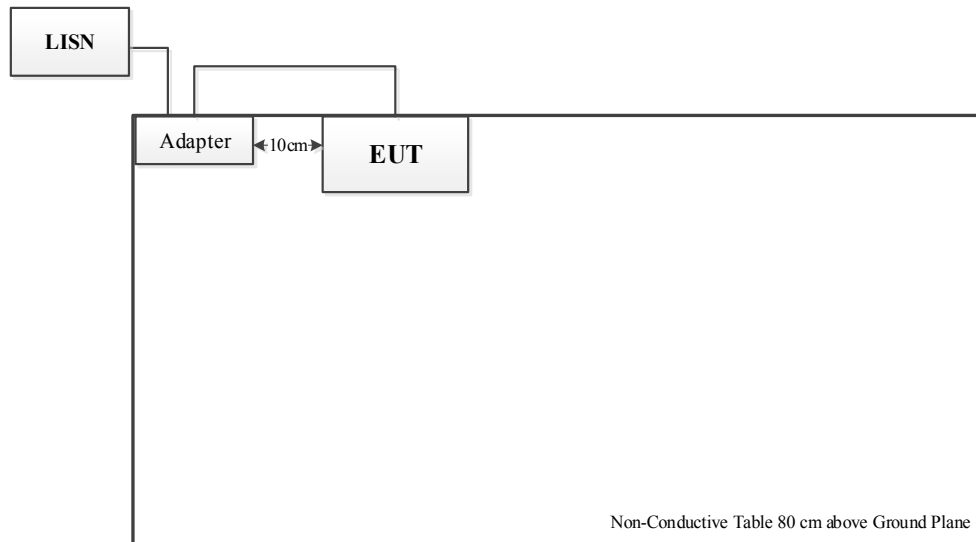 LISN
Adapter
10cm
EUT
Non-Conductive Table 80 cm above Ground Plane